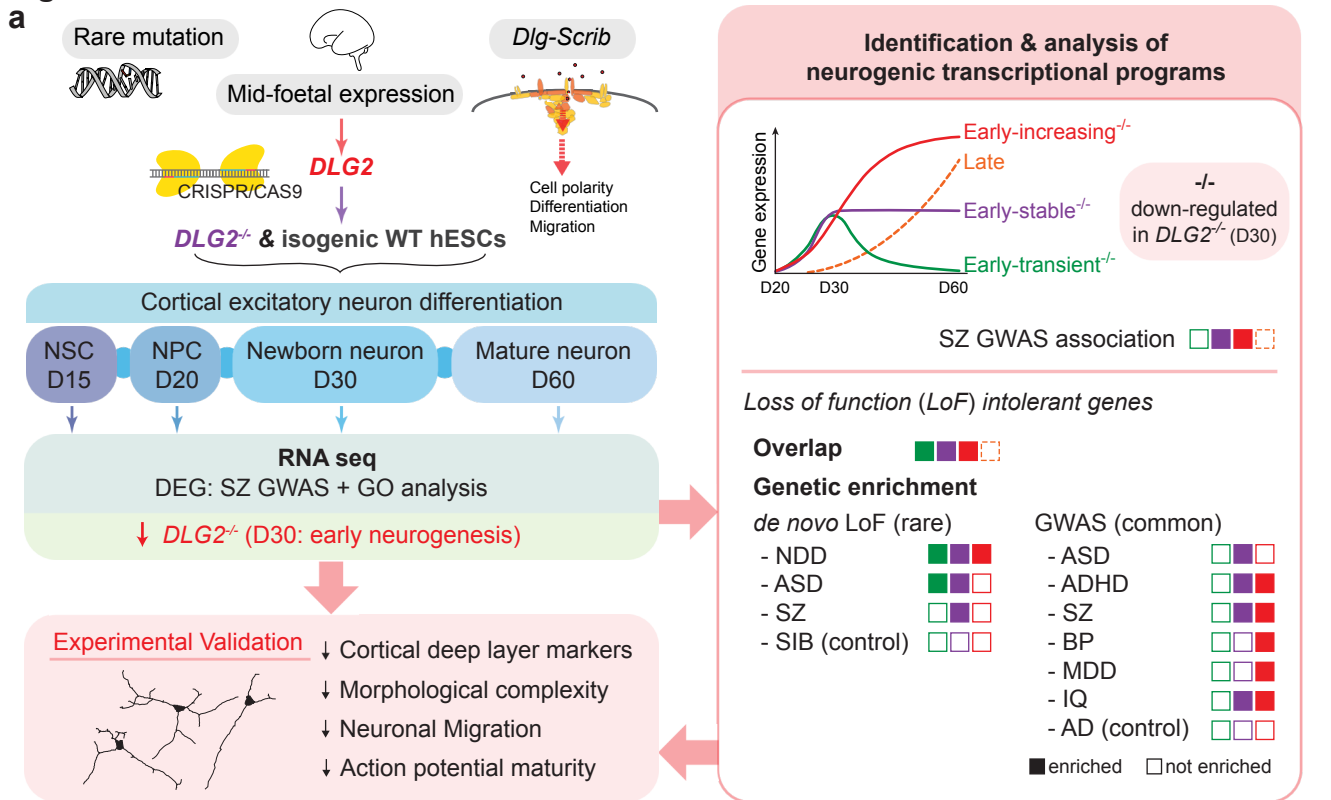 a
Rare mutation
Mid-foetal expression
Dlg-Scrib
CRISPR/CAS9
DLG2
Cell polarity
Differentiation
Migration
DLG2-/- & isogenic WT hESCs
Cortical excitatory neuron differentiation
NSC
D15
NPC
D20
Newborn neuron
D30
Mature neuron
D60
RNA seq
DEG: SZ GWAS + GO analysis
↓ DLG2-/- (D30: early neurogenesis)
Experimental Validation
↓ Cortical deep layer markers
↓ Morphological complexity
↓ Neuronal Migration
↓ Action potential maturity
Identification & analysis of
neurogenic transcriptional programs
Gene expression
Early-increasing-/-
Late
Early-stable-/-
Early-transient-/-
D20
D30
D60
-/-
down-regulated
in DLG2-/- (D30)
SZ GWAS association
Loss of function (LoF) intolerant genes
Overlap
Genetic enrichment
de novo LoF (rare)
- NDD
- ASD
- SZ
- SIB (control)
GWAS (common)
- ASD
- ADHD
- SZ
- BP
- MDD
- IQ
- AD (control)
enriched
not enriched